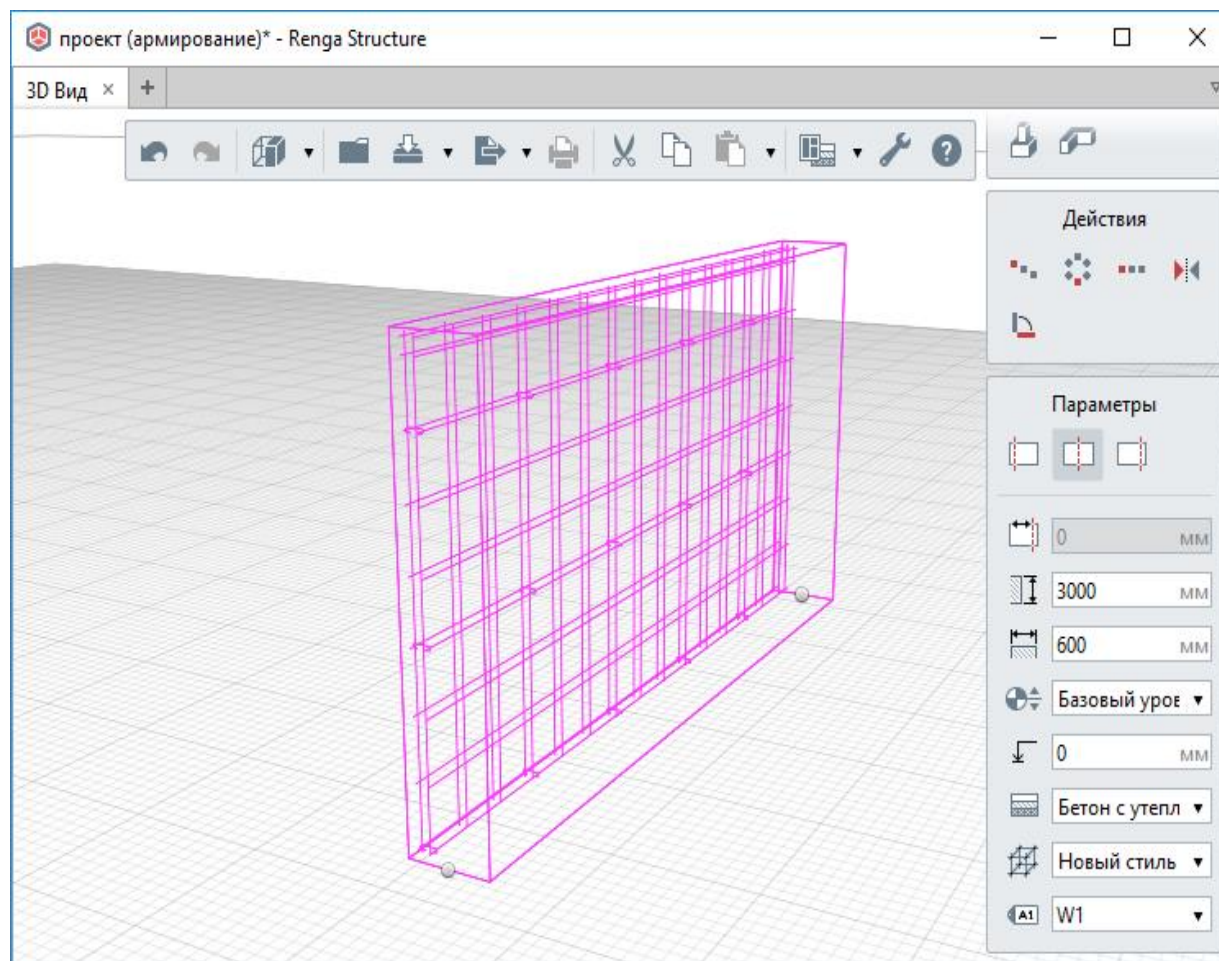 проект (армирование)* - Renga Structure
3D Вид
Действия
Параметры
0 мм
3000 мм
600 мм
Базовый уров
0 мм
Бетон с утепл
Новый стиль
A1 W1